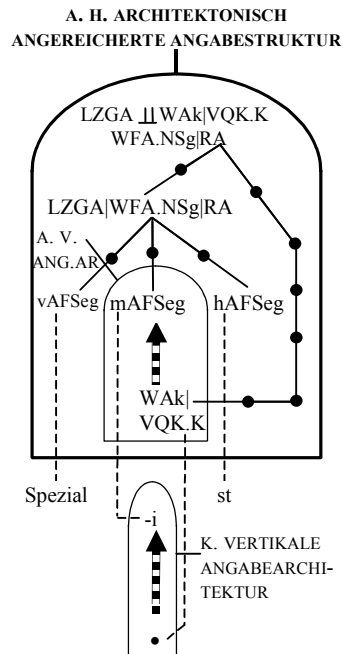 A. H. ARCHITEKTONISCH
ANGEREICHERTE ANGABESTRUKTUR
LZGA ╨╨ WAk|VQK.K
WFA.NSg|RA
LZGA|WFA.NSg|RA
A. V.
ANG.AR
vAFSeg mAFSeg hAFSeg
WAk|
VQK.K
Spezial st
-i
K. VERTIKALE
ANGABEARCHI-
TEKTUR